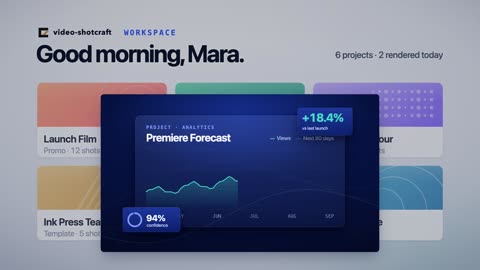 video-shotcraft WORKSPACE
Good morning, Mara.
6 projects · 2 rendered today
+18.4%
vs last launch
PROJECT · ANALYTICS
Premiere Forecast
Views
Next 90 days
Launch Film
our
Promo · 12 shots
JUN JUL AUG SEP
94%
confidence
Ink Press Tea
Template · 5 shot